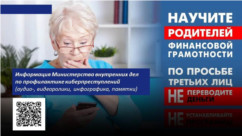 НАУЧИТЕ
РОДИТЕЛЕЙ
ФИНАНСОВОЙ
ГРАМОТНОСТИ
ПО ПРОСЬБЕ
ТРЕТЬИХ ЛИЦ
НЕ ПЕРЕВОДИТЕ
ДЕНЬГИ
Информация Министерства внутренних дел
по профилактике киберпреступлений
(аудио-, видеоролики, инфографика, памятки)